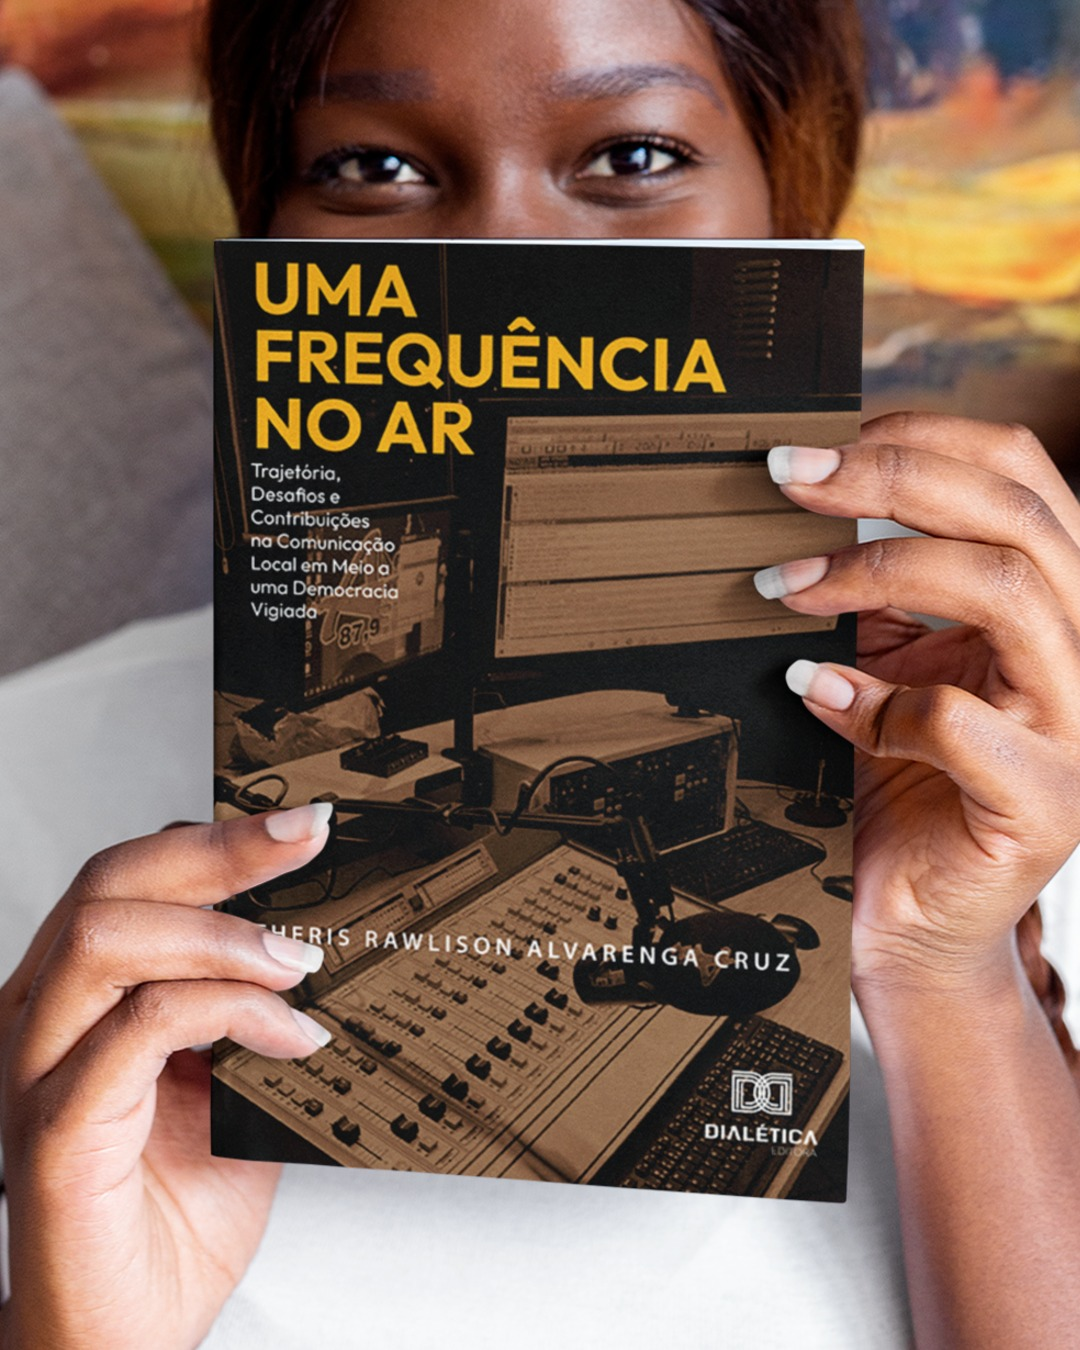 UMA
FREQUÊNCIA
NO AR
Trajetória,
Desafios e
Contribuições
na Comunicação
Local em Meio a
uma Democracia
Vigiada
87,9
RAWLISON ALVARENGA CRUZ
DIALÉTICA
EDITORA